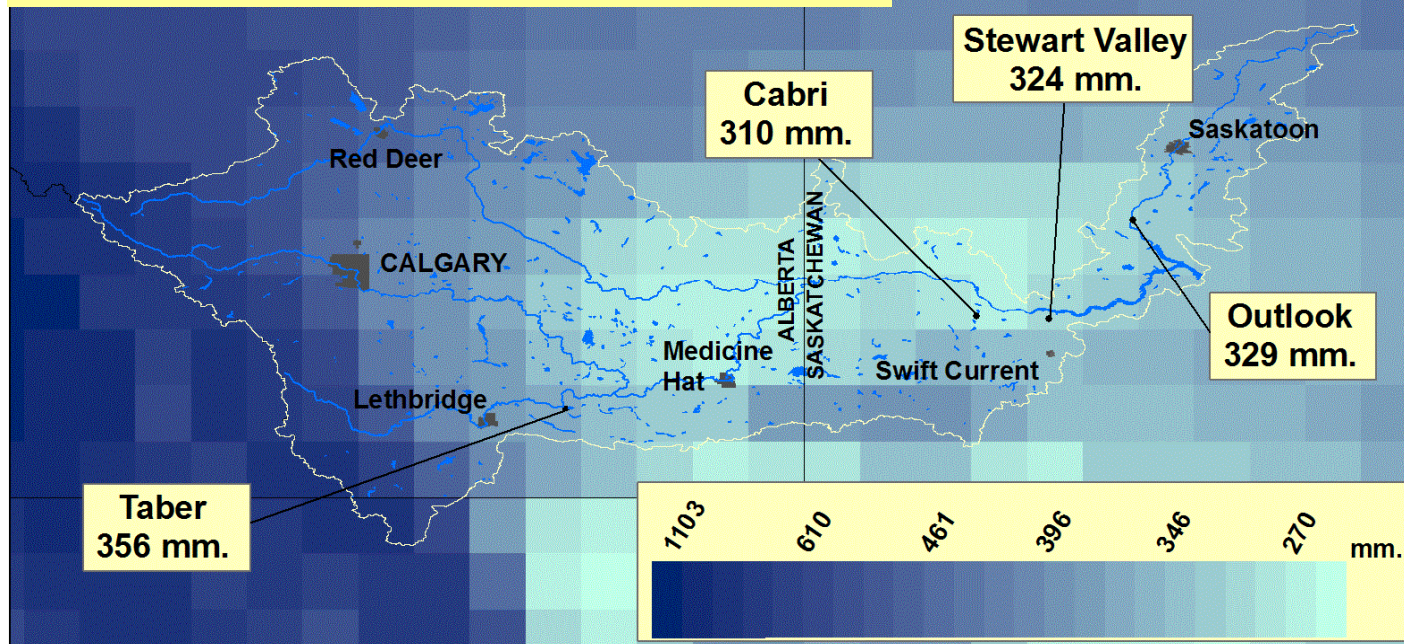 Stewart Valley
324 mm.
Cabri
310 mm.
Saskatoon
Red Deer
CALGARY
ALBERTA
SASKATCHEWAN
Outlook
329 mm.
Medicine
Hat
Swift Current
Lethbridge
Taber
356 mm.
1103
610
461
396
346
270
mm.